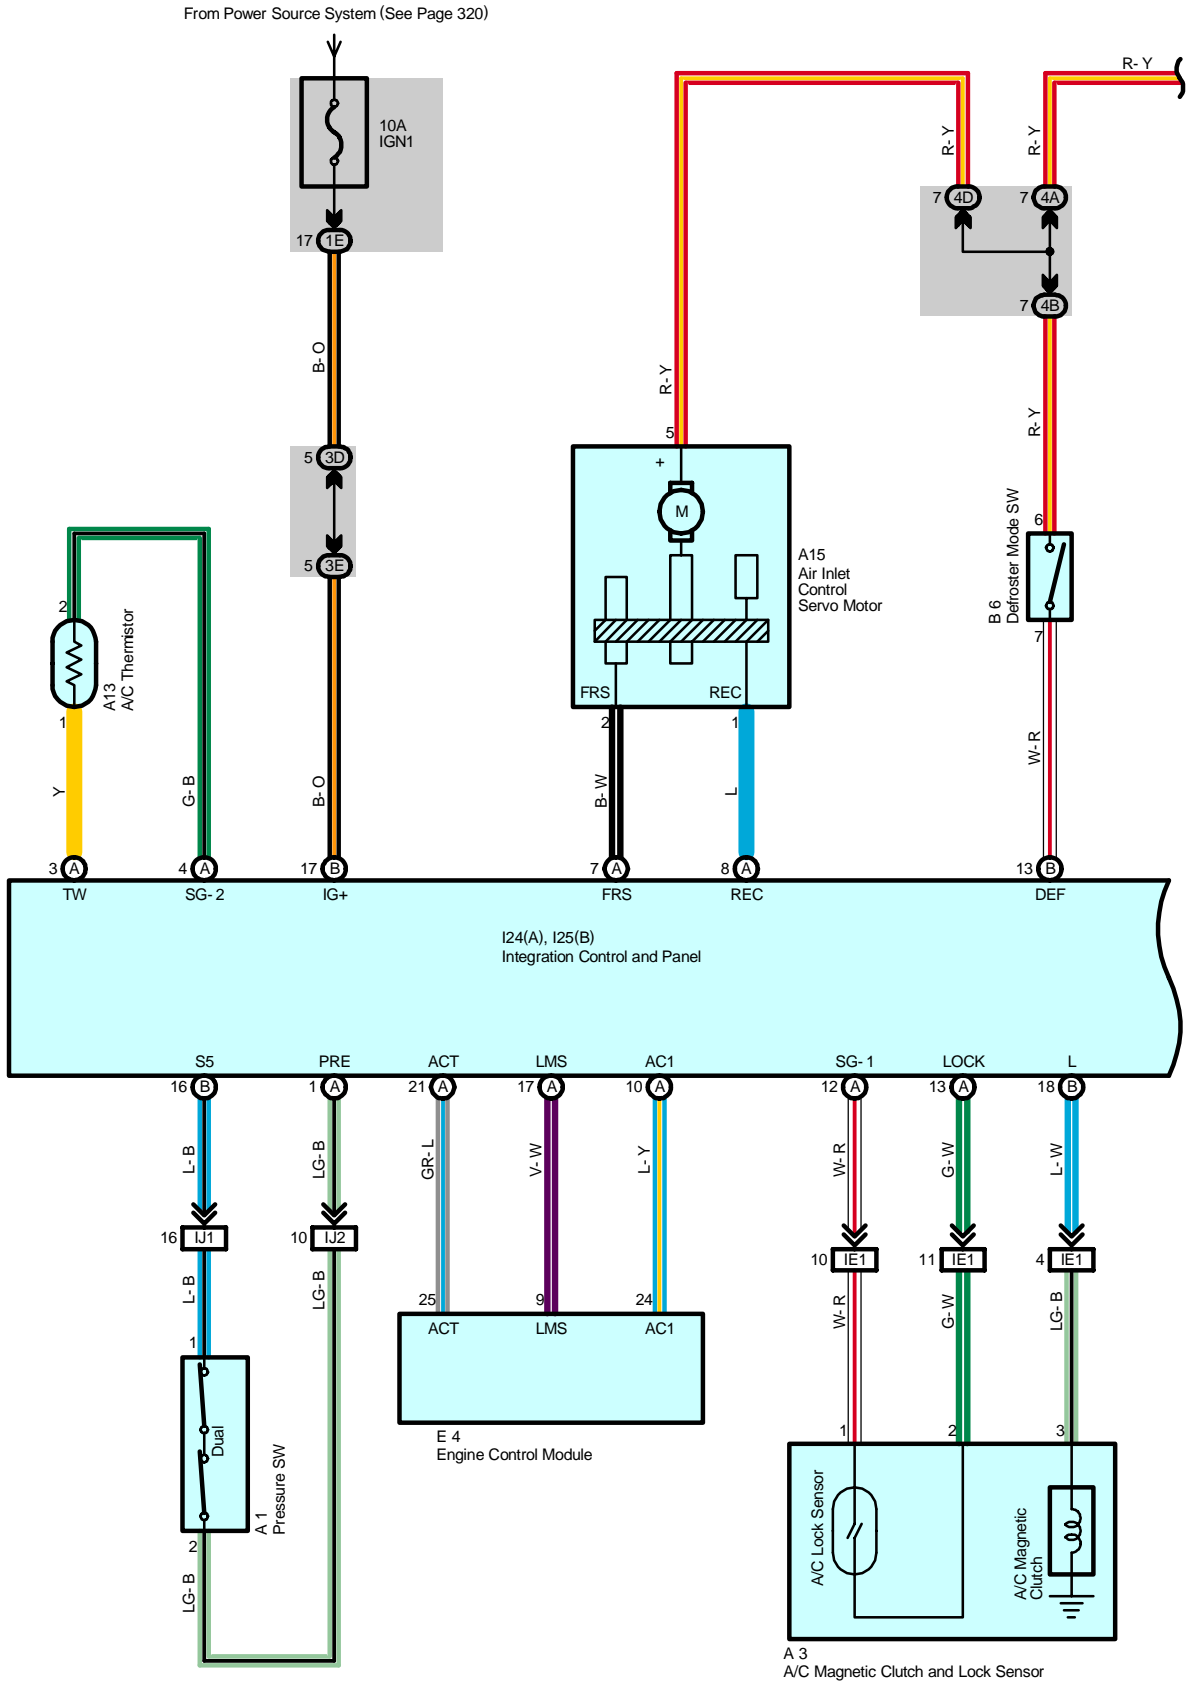 From Power Source System (See Page 320)
R- Y
10A
IGN1
R- Y
R- Y
7 4D
7 4A
17 1E
7 4B
B- O
R- Y
R- Y
5
5 3D
+
M
6
B 6
Defroster Mode SW
5 3E
A15
Air Inlet
Control
Servo Motor
2
A13
A/C Thermistor
7
FRS
REC
1
2
1
W- R
Y
G- B
B- O
B- W
L
3 A
4 A
17 B
7 A
8 A
13 B
TW
SG- 2
IG+
FRS
REC
DEF
I24(A), I25(B)
Integration Control and Panel
S5
PRE
ACT
LMS
AC1
SG- 1
LOCK
L
16 B
1 A
21 A
17 A
10 A
12 A
13 A
18 B
L- B
LG- B
GR- L
V- W
L- Y
W- R
G- W
L- W
16 IJ1
10 IJ2
10 IE1
11 IE1
4 IE1
L- B
LG- B
25
9
24
W- R
G- W
LG- B
ACT
LMS
AC1
1
Dual
E 4
Engine Control Module
1
2
3
A 1
Pressure SW
A/C Lock Sensor
A/C Magnetic
Clutch
2
LG- B
A 3
A/C Magnetic Clutch and Lock Sensor